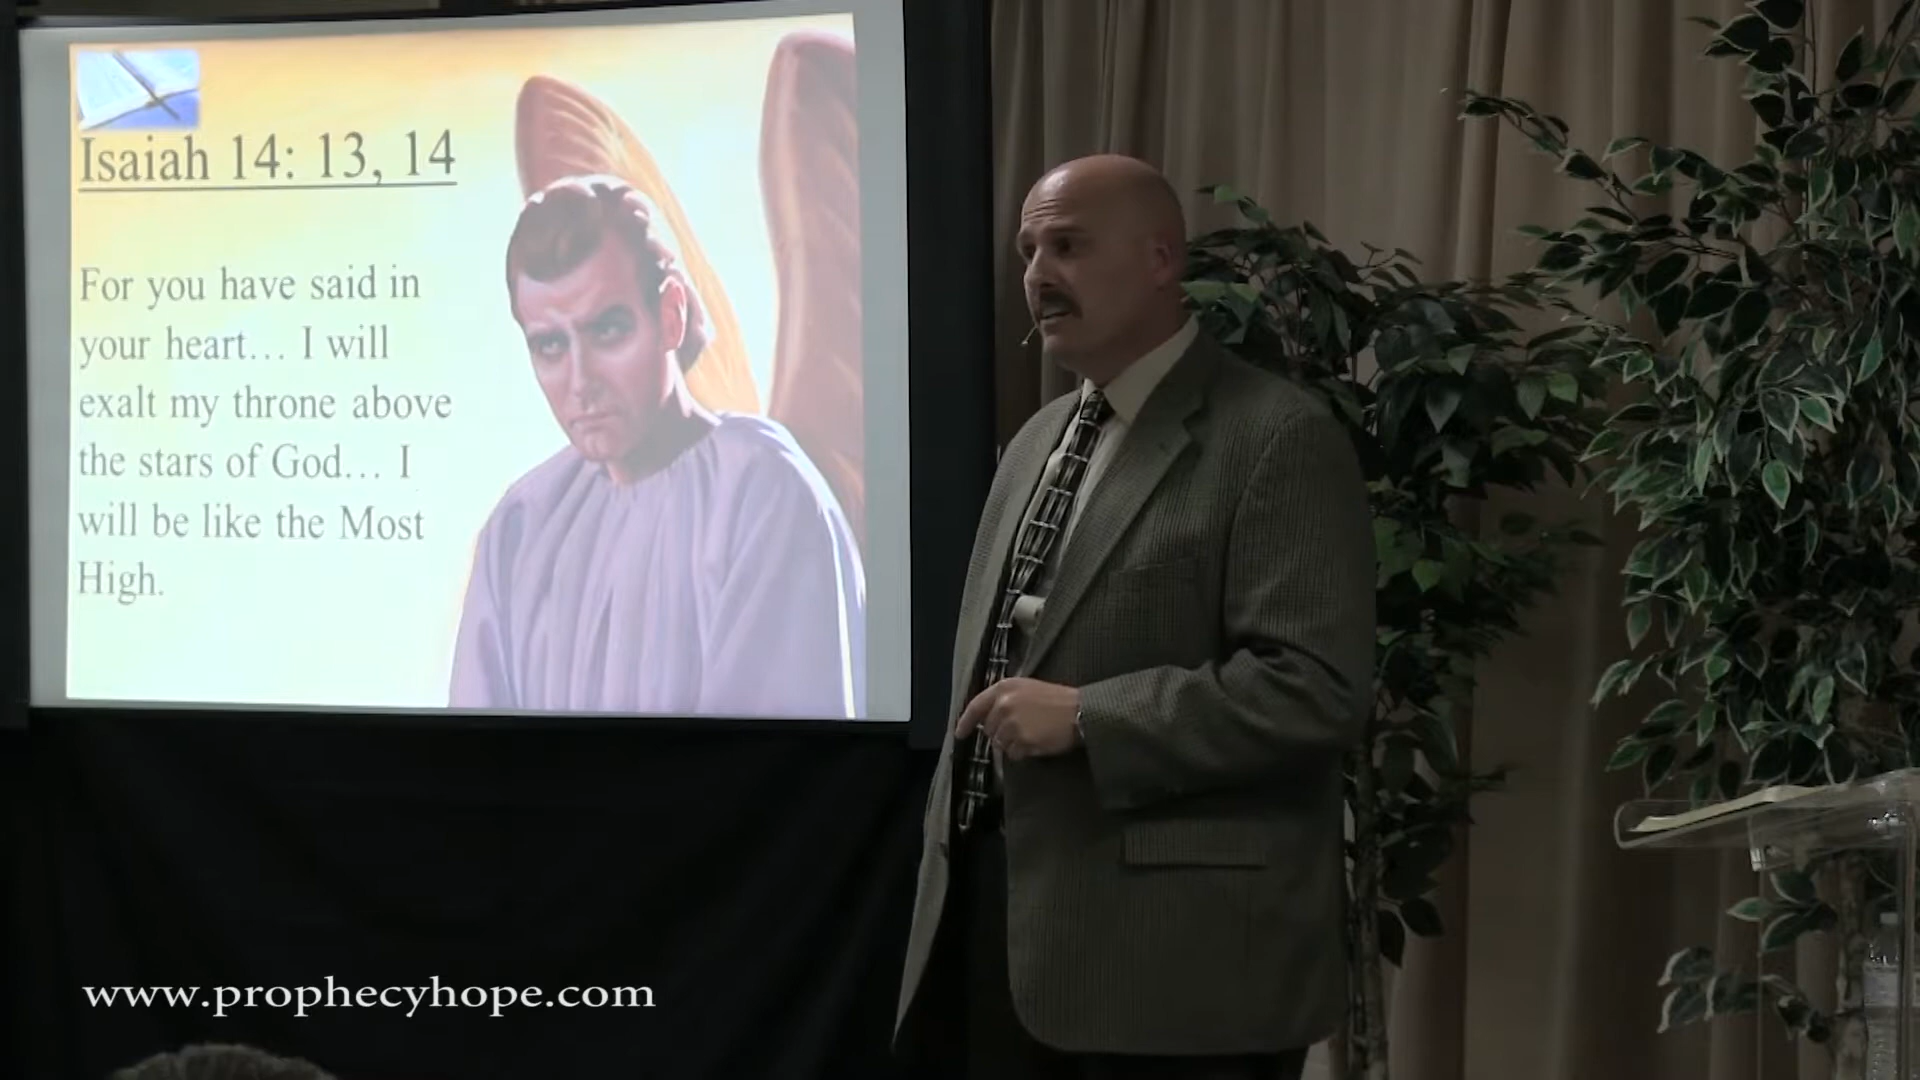 Isaiah 14: 13, 14
For you have said in
your heart... I will
exalt my throne above
the stars of God... I
will be like the Most
High.
www.prophecyhope.com